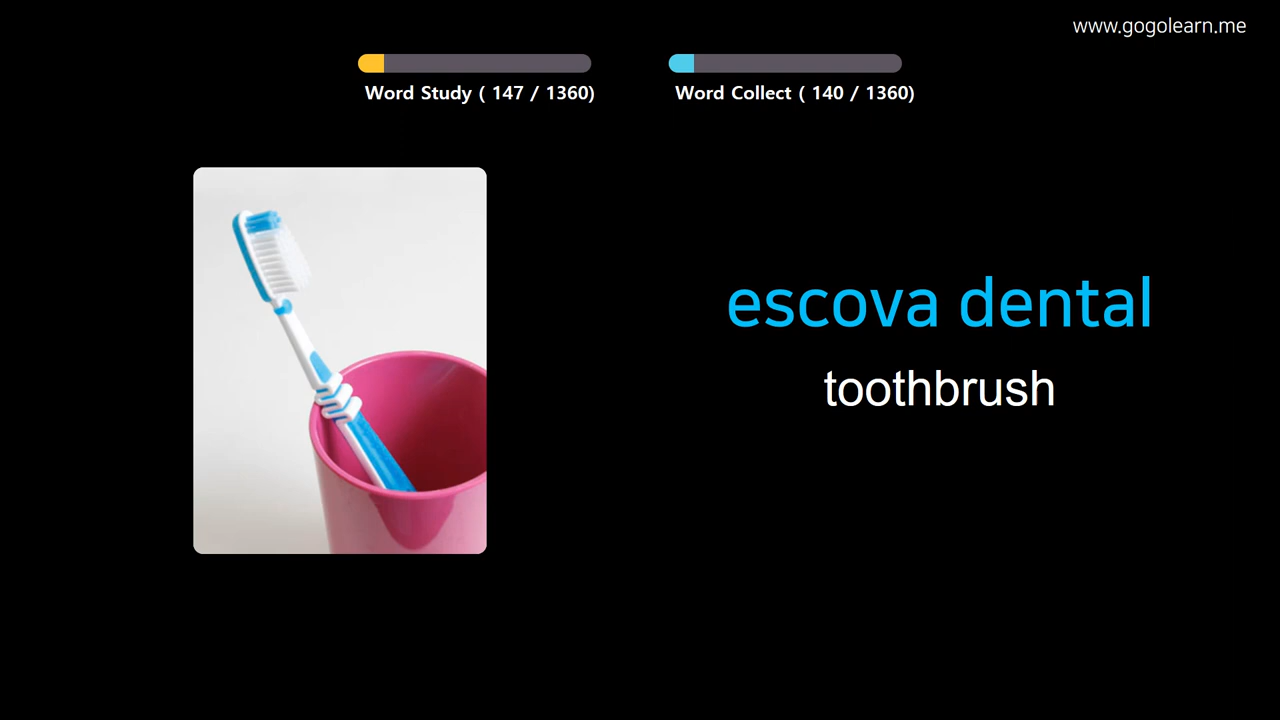 www.gogolearn.me
Word Study ( 147 / 1360)
Word Collect ( 140 / 1360)
escova dental
toothbrush